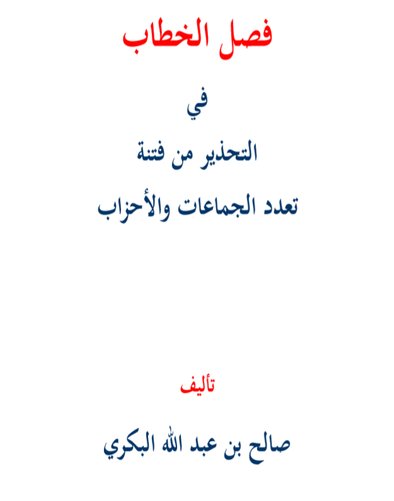 فصل الخطاب
في
التحذير من فتنة
تعدد الجماعات والأحزاب
تأليف
صالح بن عبد الله البكري